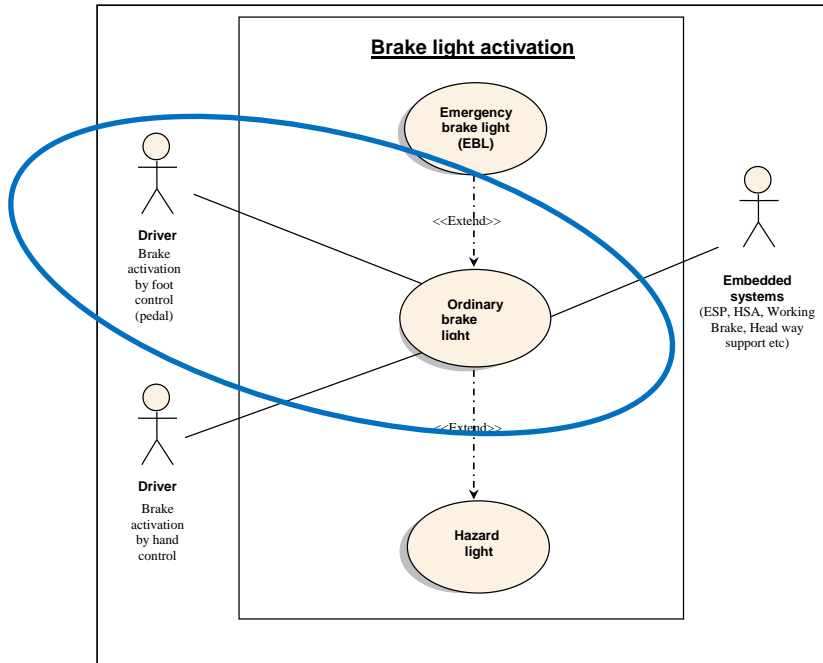 Brake light activation
Emergency
brake light
(EBL)
<<Extend>>
Driver
Brake
activation
by foot
control
(pedal)
Ordinary
brake
light
Embedded
systems
(ESP, HSA, Working
Brake, Head way
support etc)
<<Extend>>
Driver
Brake
activation
by hand
control
Hazard
light